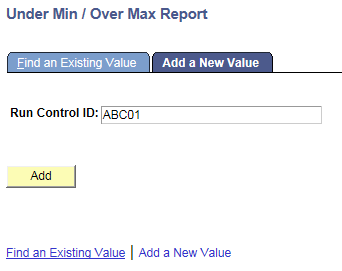 Under Min / Over Max Report
Find an Existing Value Add a New Value
Run Control ID: ABC01
Add
Find an Existing Value | Add a New Value